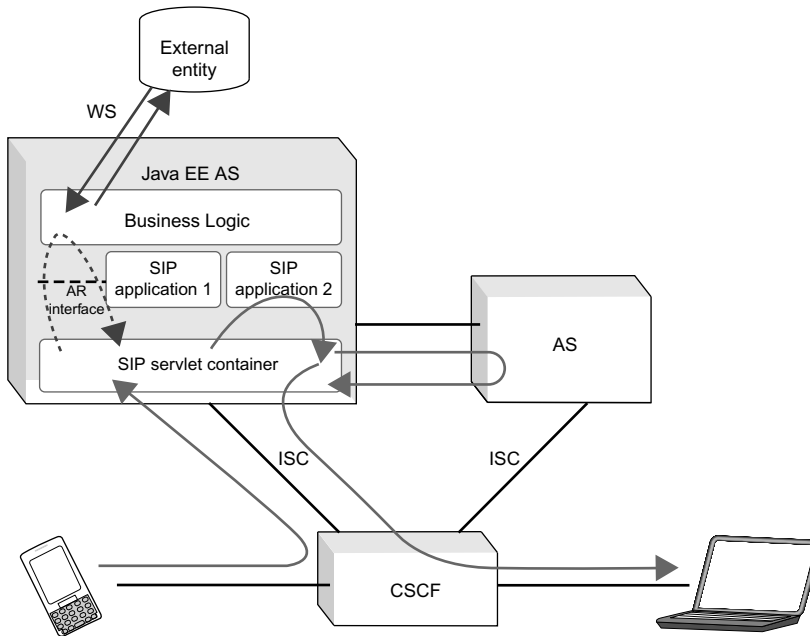 External
entity
WS
Java EE AS
Business Logic
SIP
application 1
SIP
application 2
AR
interface
SIP servlet container
AS
ISC
ISC
CSCF